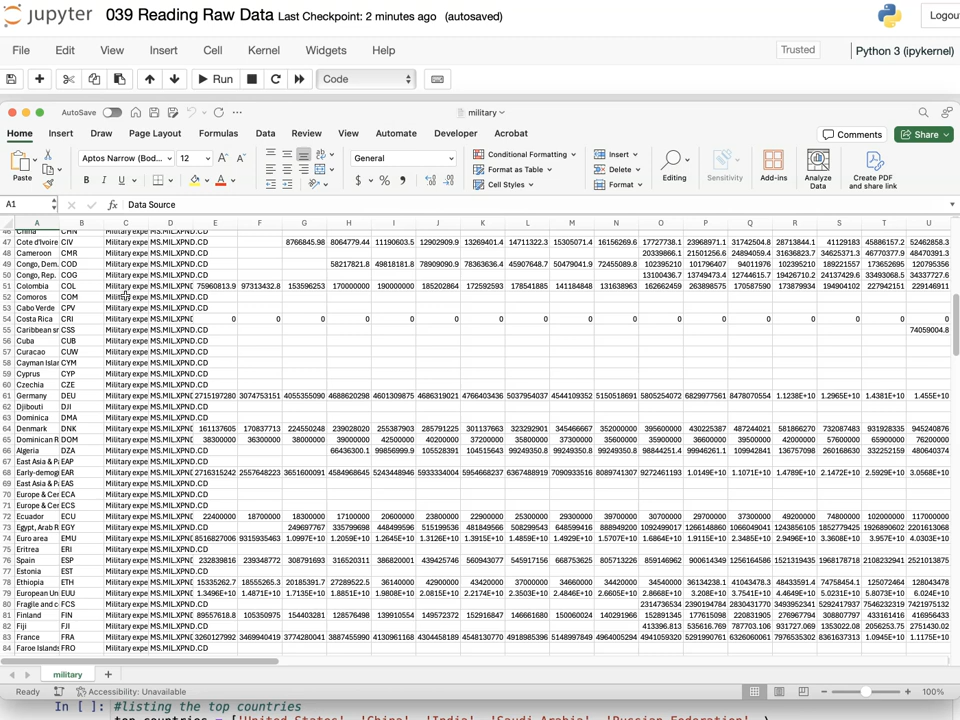 jupyter 039 Reading Raw Data Last Checkpoint: 2 minutes ago (autosaved) Logou
File Edit View Insert Cell Kernel Widgets Help Trusted Python 3 (ipykernel)
Run Code
AutoSave military
Home Insert Draw Page Layout Formulas Data Review View Automate Developer Acrobat Comments Share
Paste Aptos Narrow (Bod... 12 General Conditional Formatting Format as Table Cell Styles Insert Delete Format Editing Sensitivity Add-ins Analyze Data Create PDF and share link
A1 fx Data Source
A B C D E F G H I J K L M N O P Q R S T U
46 China CHN Military expe MS.MIL.XPND.CD
47 Cote d'Ivoire CIV Military expe MS.MIL.XPND.CD 8766845.98 8064779.44 11190603.5 12902909.9 13269401.4 14711322.3 15305071.4 16156269.6 17727738.1 23968971.1 31742504.8 28713844.1 41129183 45886157.2 52462858.3
48 Cameroon CMR Military expe MS.MIL.XPND.CD 20339866.1 21501256.6 24894059.4 31636823.7 34625371.3 46770377.9 48470391.3
49 Congo, Dem. COD Military expe MS.MIL.XPND.CD 58217821.8 49818181.8 78909090.9 78363636.4 45907648.7 50479041.9 72455089.8 102395210 101796407 94011976 102395210 189221557 173652695 120795356
50 Congo, Rep. COG Military expe MS.MIL.XPND.CD 13100436.7 13749473.4 12744615.7 19426710.2 24137429.6 33493068.5 34337727.6
51 Colombia COL Military expe MS.MIL.XPNC 75960813.9 97313432.8 153596253 170000000 190000000 185202864 172592593 178541885 141184848 131638963 162662459 263898575 170587590 173879934 194904102 227942151 229146911
52 Comoros COM Military expe MS.MIL.XPND.CD
53 Cabo Verde CPV Military expe MS.MIL.XPND.CD
54 Costa Rica CRI Military expe MS.MIL.XPNC 0 0 0 0 0 0 0 0 0 0 0 0 0 0 0 0 0
55 Caribbean sr CSS Military expe MS.MIL.XPND.CD 74059004.8
56 Cuba CUB Military expe MS.MIL.XPND.CD
57 Curacao CUW Military expe MS.MIL.XPND.CD
58 Cayman Islar CYM Military expe MS.MIL.XPND.CD
59 Cyprus CYP Military expe MS.MIL.XPND.CD
60 Czechia CZE Military expe MS.MIL.XPND.CD
61 Germany DEU Military expe MS.MIL.XPNC 2715197280 3074753151 4055355090 4688620298 4601309875 4686319021 4766403436 5037954037 4544109352 5150518691 5805254072 6829977561 8478070554 1.1238E+10 1.2965E+10 1.4381E+10 1.455E+10
62 Djibouti DJI Military expe MS.MIL.XPND.CD
63 Dominica DMA Military expe MS.MIL.XPND.CD
64 Denmark DNK Military expe MS.MIL.XPNC 161137605 170837713 224550248 239028020 255387903 285791225 301137663 323292901 345466667 352000000 395600000 430225387 487244021 581866270 732087483 931928335 945240876
65 Dominican R DOM Military expe MS.MIL.XPNC 38300000 36300000 38000000 39000000 42500000 40200000 37200000 35800000 37300000 35600000 35900000 36000000 39500000 42000000 57600000 65900000 76200000
66 Algeria DZA Military expe MS.MIL.XPND.CD 66436300.1 99856999.9 105528391 104515643 99249350.8 99249350.8 99249350.8 98844251.4 99946261.1 109942841 136758097 260168630 332259119 480640374
67 East Asia & P EAP Military expe MS.MIL.XPND.CD
68 Early-demog EAR Military expe MS.MIL.XPNC 2716315242 2557648223 3651600091 4584968645 5243448946 5933334004 5954668237 6367488919 7090933516 8089741307 9272461193 1.0149E+10 1.1071E+10 1.4789E+10 2.1472E+10 2.5929E+10 3.0568E+10
69 East Asia & P EAS Military expe MS.MIL.XPND.CD
70 Europe & Cer ECA Military expe MS.MIL.XPND.CD
71 Europe & Cer ECS Military expe MS.MIL.XPND.CD
72 Ecuador ECU Military expe MS.MIL.XPNC 22400000 18700000 18300000 17100000 20600000 23800000 22900000 25300000 29300000 39700000 30700000 29700000 37300000 49200000 74800000 102000000 117000000
73 Egypt, Arab R EGY Military expe MS.MIL.XPND.CD 249697767 335799698 448499596 515199536 481849566 508299543 648599416 888949200 1092499017 1266148860 1066049041 1243856105 1852779425 1926890602 2201613068
74 Euro area EMU Military expe MS.MIL.XPNC 8516827006 9315935463 1.0997E+10 1.2059E+10 1.2645E+10 1.3126E+10 1.3915E+10 1.4859E+10 1.4929E+10 1.5707E+10 1.6864E+10 1.9115E+10 2.3485E+10 2.9496E+10 3.3608E+10 3.957E+10 4.0303E+10
75 Eritrea ERI Military expe MS.MIL.XPND.CD
76 Spain ESP Military expe MS.MIL.XPNC 232839816 239348772 308791693 316520311 386820001 439425746 560943077 641517156 668753625 805716232 859146962 900614349 1256164586 1521319435 1968178718 2108232941 2521013875
77 Estonia EST Military expe MS.MIL.XPND.CD
78 Ethiopia ETH Military expe MS.MIL.XPNC 15335262.7 18555265.3 20185391.7 27289522.5 36140000 42900000 43420000 37000000 34660000 34420000 34540000 36134238.1 41043478.3 48433591.4 74758454.1 125072464 128043478
79 European Un EUU Military expe MS.MIL.XPNC 1.3496E+10 1.4871E+10 1.7135E+10 1.8851E+10 1.9808E+10 2.0815E+10 2.2174E+10 2.3503E+10 2.4846E+10 2.6605E+10 2.8668E+10 3.208E+10 3.7541E+10 4.4649E+10 5.0231E+10 5.8073E+10 6.024E+10
80 Fragile and c FCS Military expe MS.MIL.XPND.CD 2314736534 2390194784 2830431770 3493952341 5292417937 7546232319 7421975132
81 Finland FIN Military expe MS.MIL.XPNC 89557618.8 105350975 154403281 128576498 139910554 149572372 152916847 146661680 150060024 140291966 152815098 177615098 220831905 308807797 433161416 416956433
82 Fiji FJI Military expe MS.MIL.XPND.CD 413396.813 535616.769 787703.106 931727.069 1353022.08 2056253.75 2751430.02
83 France FRA Military expe MS.MIL.XPNC 3260127992 3469940419 3774284001 3887455990 4130961168 4304458189 4548130770 4918985396 5148997849 4964005294 4941059320 5291990761 6326060061 7976535302 8361637313 1.0945E+10 1.1175E+10
84 Faroe Islands FRO Military expe MS.MIL.XPND.CD
military
Ready Accessibility: Unavailable 100%
In [ ]: #listing the top countries